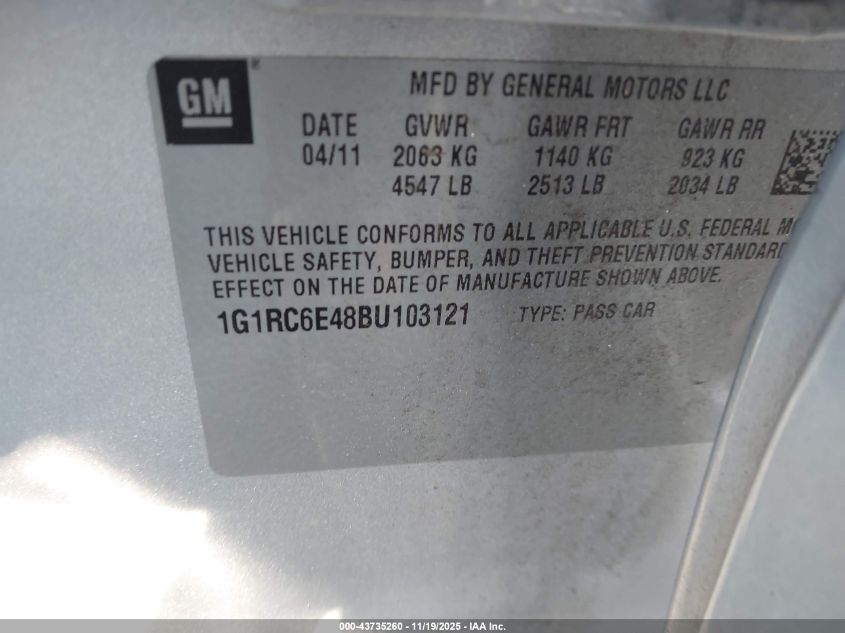 GM
MFD BY GENERAL MOTORS LLC
DATE GVWR GAWR FRT GAWR RR
04/11 2063 KG 1140 KG 923 KG
4547 LB 2513 LB 2034 LB
THIS VEHICLE CONFORMS TO ALL APPLICABLE U.S. FEDERAL M
VEHICLE SAFETY, BUMPER, AND THEFT PREVENTION STANDARD
EFFECT ON THE DATE OF MANUFACTURE SHOWN ABOVE.
1G1RC6E48BU103121 TYPE: PASS CAR
000-43735260 - 11/19/2025 - IAA Inc.